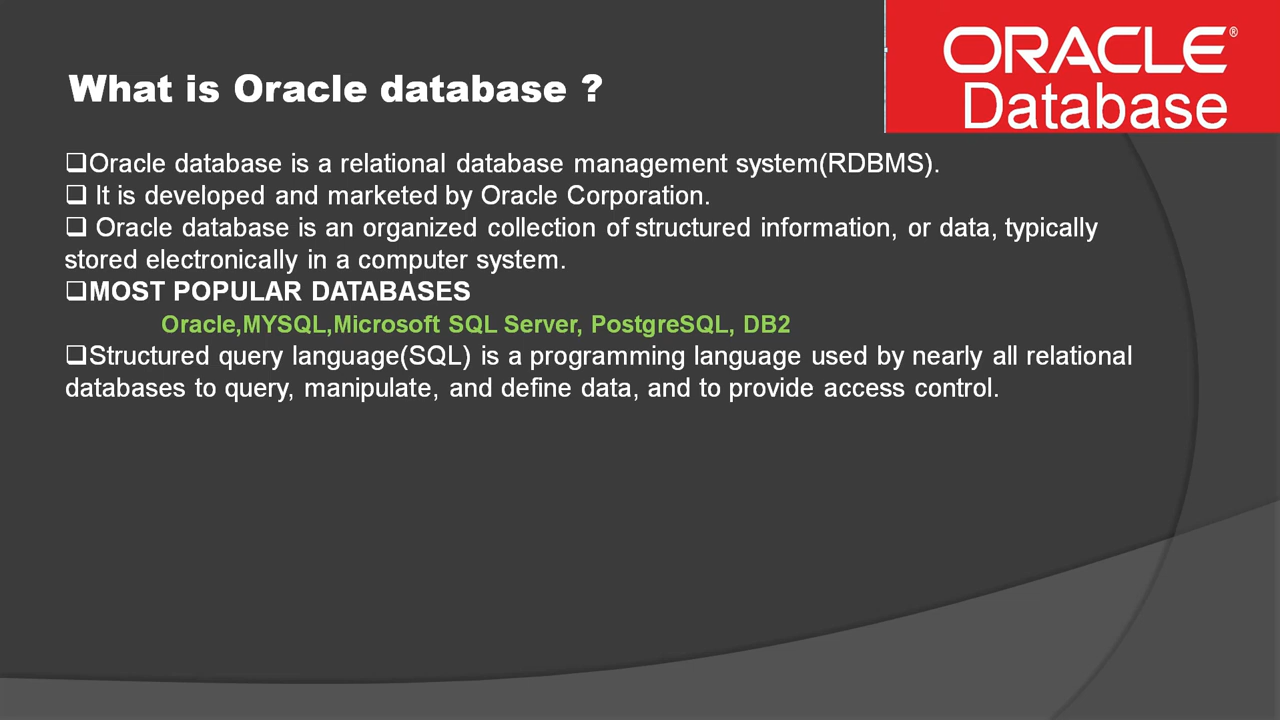 ORACLE®
Database
What is Oracle database ?
❑Oracle database is a relational database management system(RDBMS).
❑ It is developed and marketed by Oracle Corporation.
❑ Oracle database is an organized collection of structured information, or data, typically
stored electronically in a computer system.
❑MOST POPULAR DATABASES
Oracle,MYSQL,Microsoft SQL Server, PostgreSQL, DB2
❑Structured query language(SQL) is a programming language used by nearly all relational
databases to query, manipulate, and define data, and to provide access control.